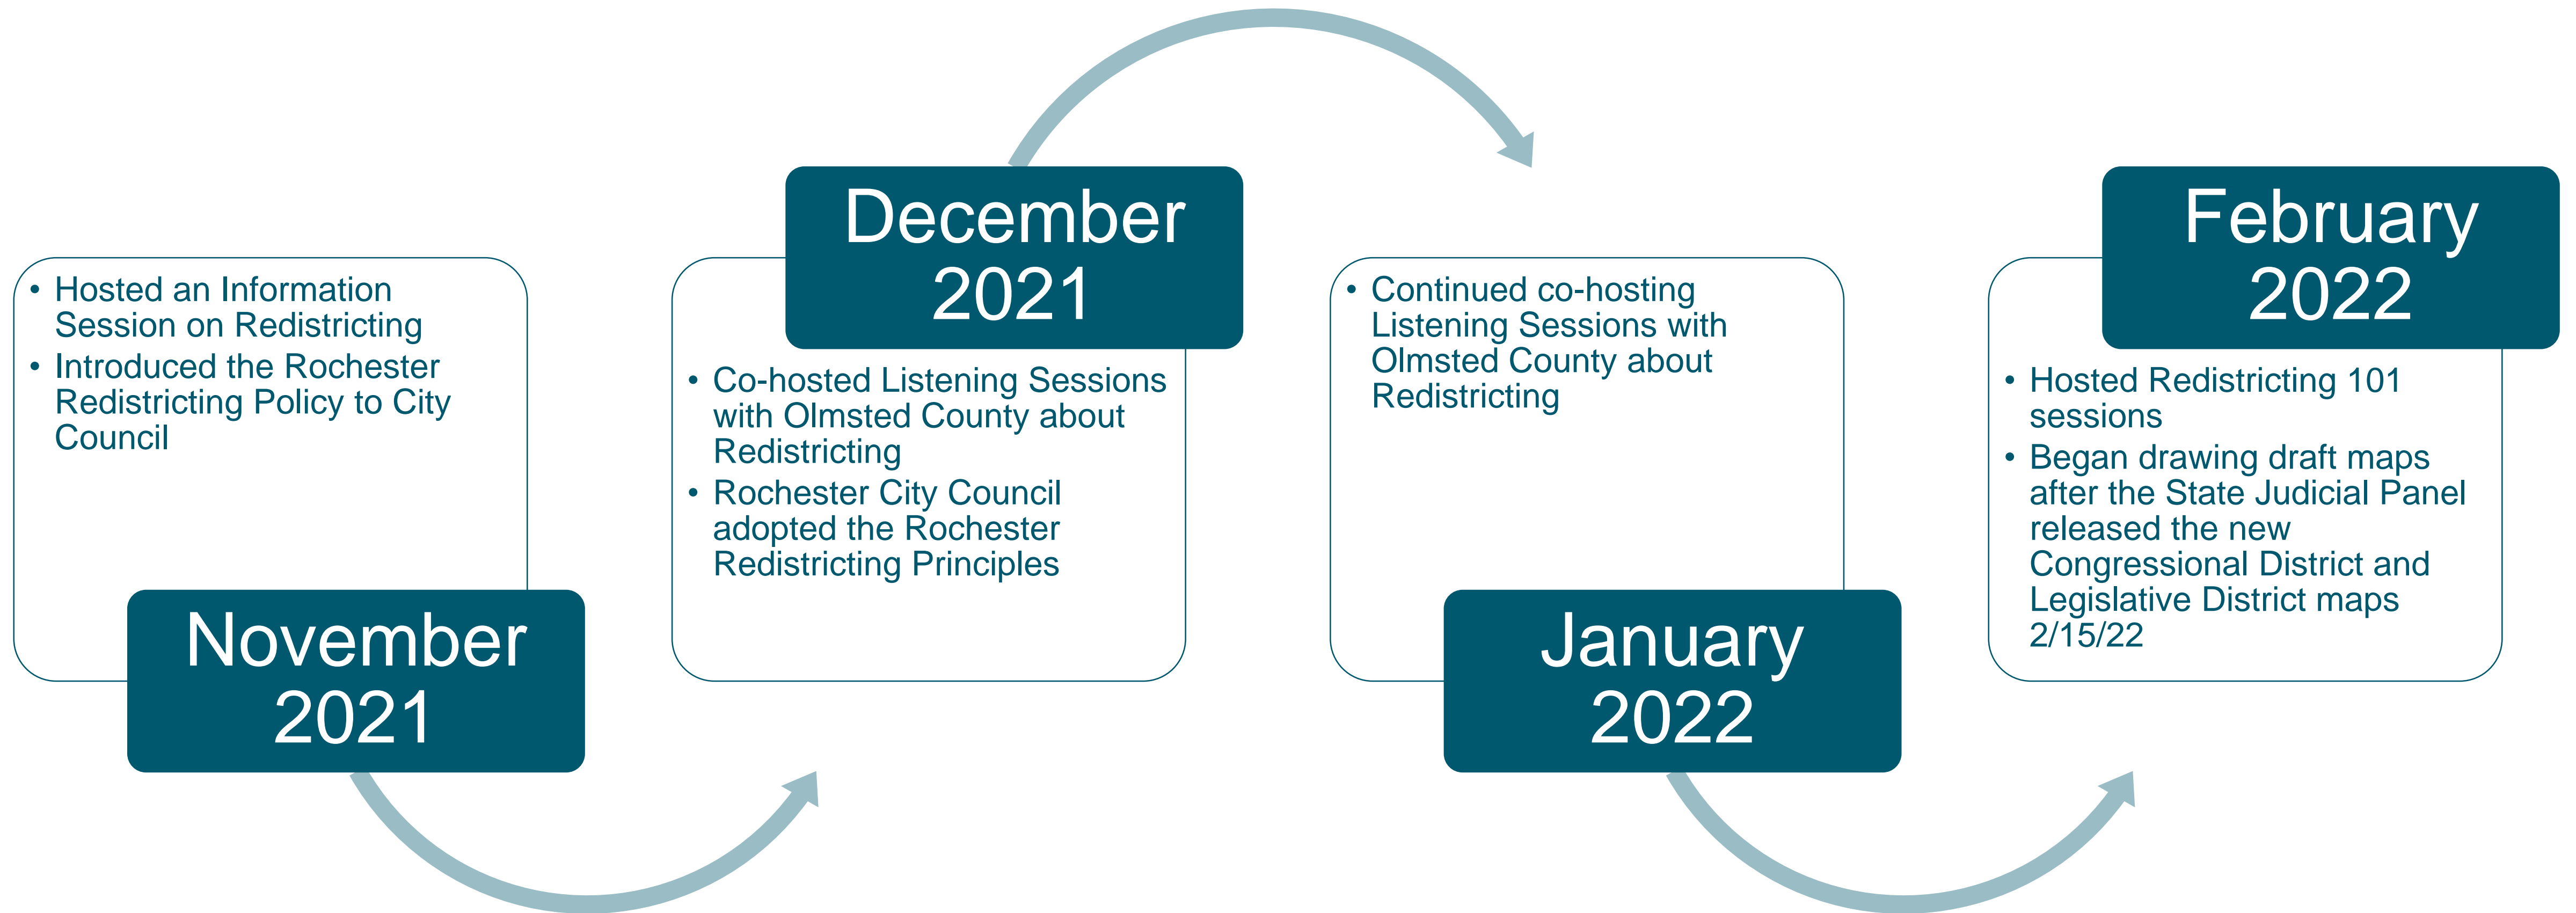 • Hosted an Information
Session on Redistricting
• Introduced the Rochester
Redistricting Policy to City
Council
November
2021
December
2021
• Co-hosted Listening Sessions
with Olmsted County about
Redistricting
• Rochester City Council
adopted the Rochester
Redistricting Principles
• Continued co-hosting
Listening Sessions with
Olmsted County about
Redistricting
January
2022
February
2022
• Hosted Redistricting 101
sessions
• Began drawing draft maps
after the State Judicial Panel
released the new
Congressional District and
Legislative District maps
2/15/22